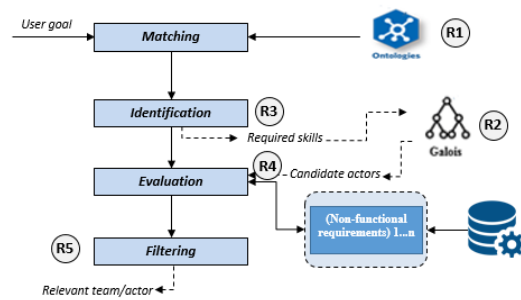 User goal
Matching
Ontologies
R1
Identification
R3
Required skills
Galois
R2
R4
Candidate actors
Evaluation
(Non-functional
requirements) 1...n
R5
Filtering
Relevant team/actor